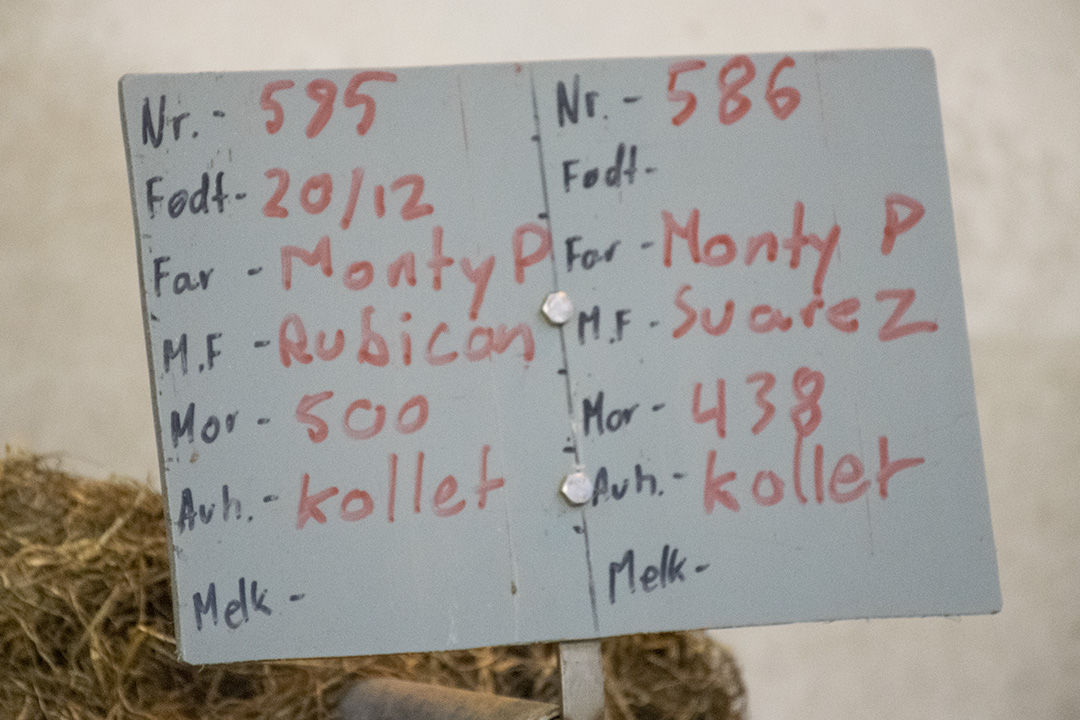 Nr. - 595
Født - 20/12
Far - Monty P
M.F - Rubican
Mor - 500
Avh. - kollet
Melk -
Nr. - 586
Født -
Far - Monty P
M.F - Suarez
Mor - 438
Avh. - kollet
Melk -